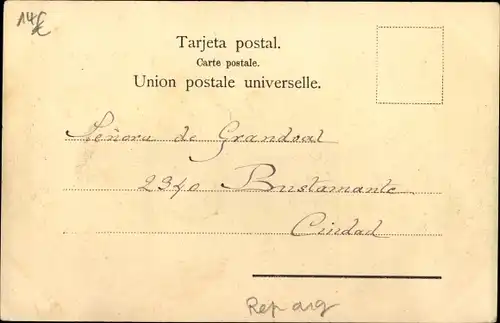 14€
Tarjeta postal.
Carte postale.
Union postale universelle.
Señora de Grandoal
2340 Bustamante
Ciudad
Rep arg